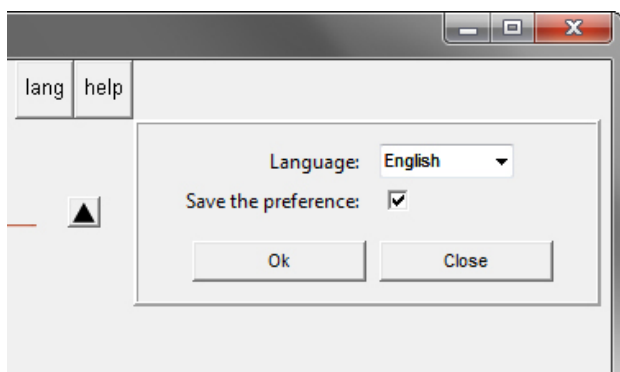 lang help
Language: English
Save the preference:
Ok Close